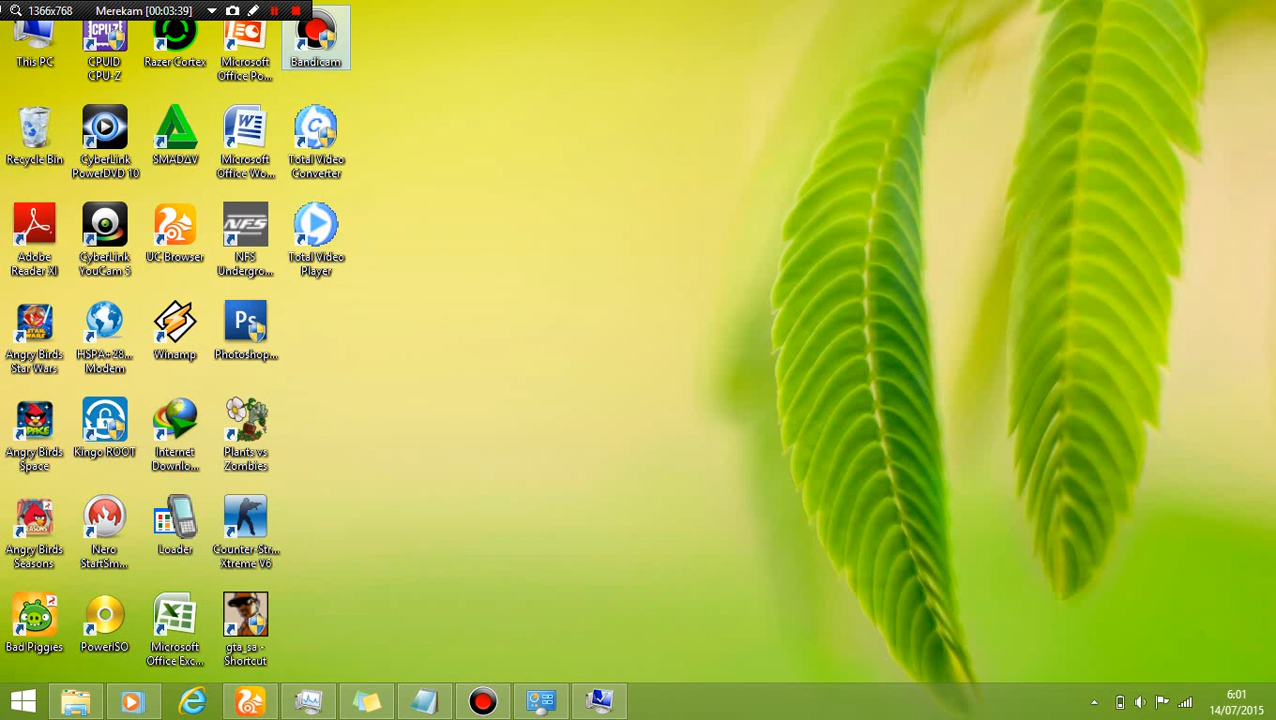 1366x768 Merekam [00:03:39]
This PC
CPUID
CPU-Z
Razer Cortex
Microsoft
Office Po...
Bandicam
Recycle Bin
CyberLink
PowerDVD 10
SMADΔV
Microsoft
Office Wo...
Total Video
Converter
Adobe
Reader XI
CyberLink
YouCam 5
UC Browser
NFS
Undergro...
Total Video
Player
Angry Birds
Star Wars
HSPA+28...
Modem
Winamp
Photoshop...
Angry Birds
Space
Kingo ROOT
Internet
Downlo...
Plants vs
Zombies
Angry Birds
Seasons
Nero
StartSm...
Loader
Counter-Str...
Xtreme V6
Bad Piggies
PowerISO
Microsoft
Office Exc...
gta_sa -
Shortcut
6:01
14/07/2015